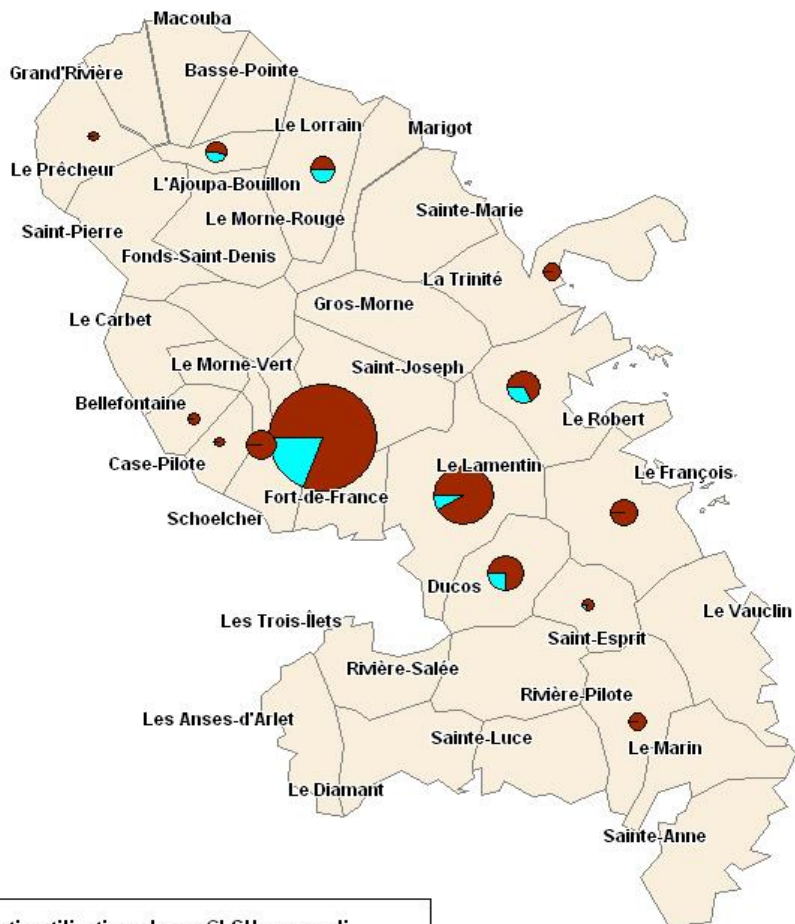 Macouba
Grand'Rivière
Basse-Pointe
Le Lorrain
Marigot
Le Prêcheur
L'Ajoupa-Bouillon
Sainte-Marie
Le Morne-Rouge
Saint-Pierre
Fonds-Saint-Denis
La Trinité
Gros-Morne
Le Carbet
Le Morne-Vert
Saint-Joseph
Bellefontaine
Le Robert
Case-Pilote
Le Lamentin
Le François
Fort-de-France
Schoelcher
Ducos
Le Vauclin
Les Trois-Îlets
Saint-Esprit
Rivière-Salée
Rivière-Pilote
Les Anses-d'Arlet
Sainte-Luce
Le Marin
Le Diamant
Sainte-Anne